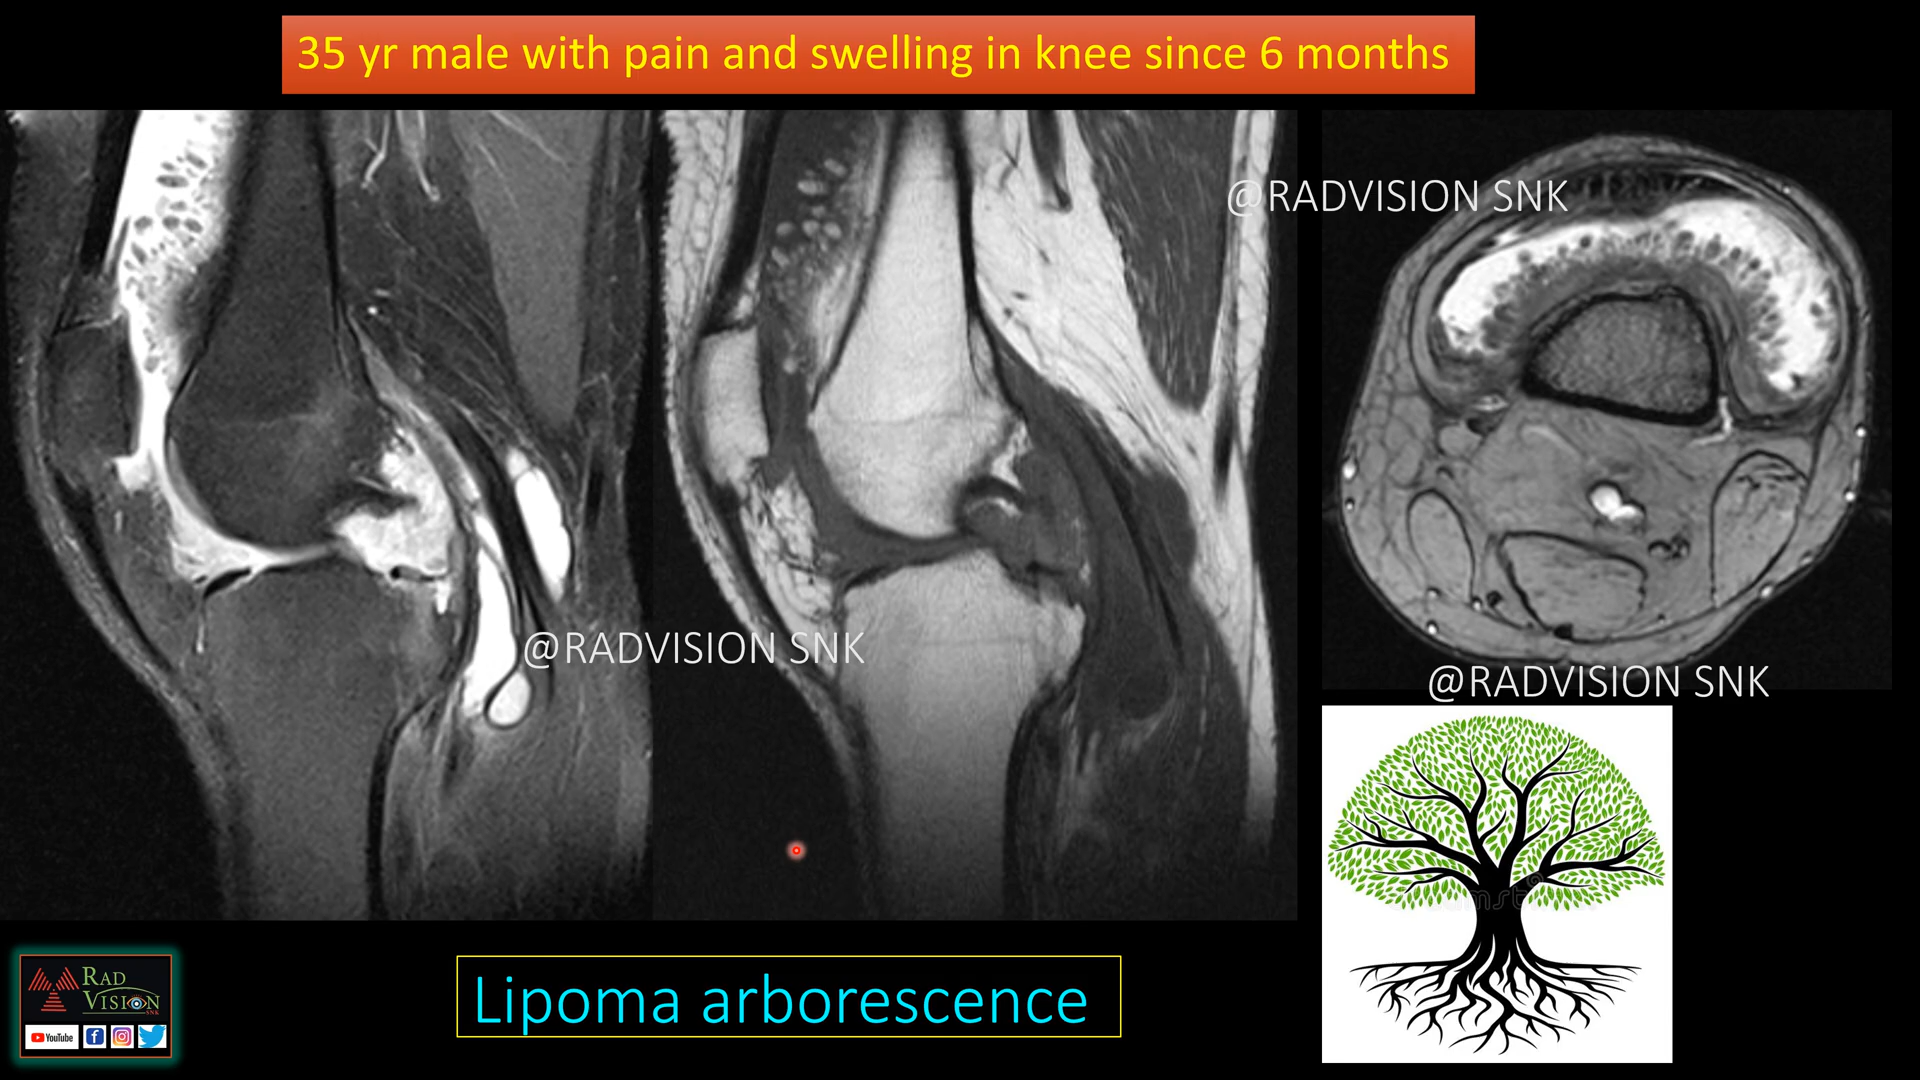 35 yr male with pain and swelling in knee since 6 months
@RADVISION SNK
@RADVISION SNK
@RADVISION SNK
Lipoma arborescence
RAD
VISION
SNK
YouTube